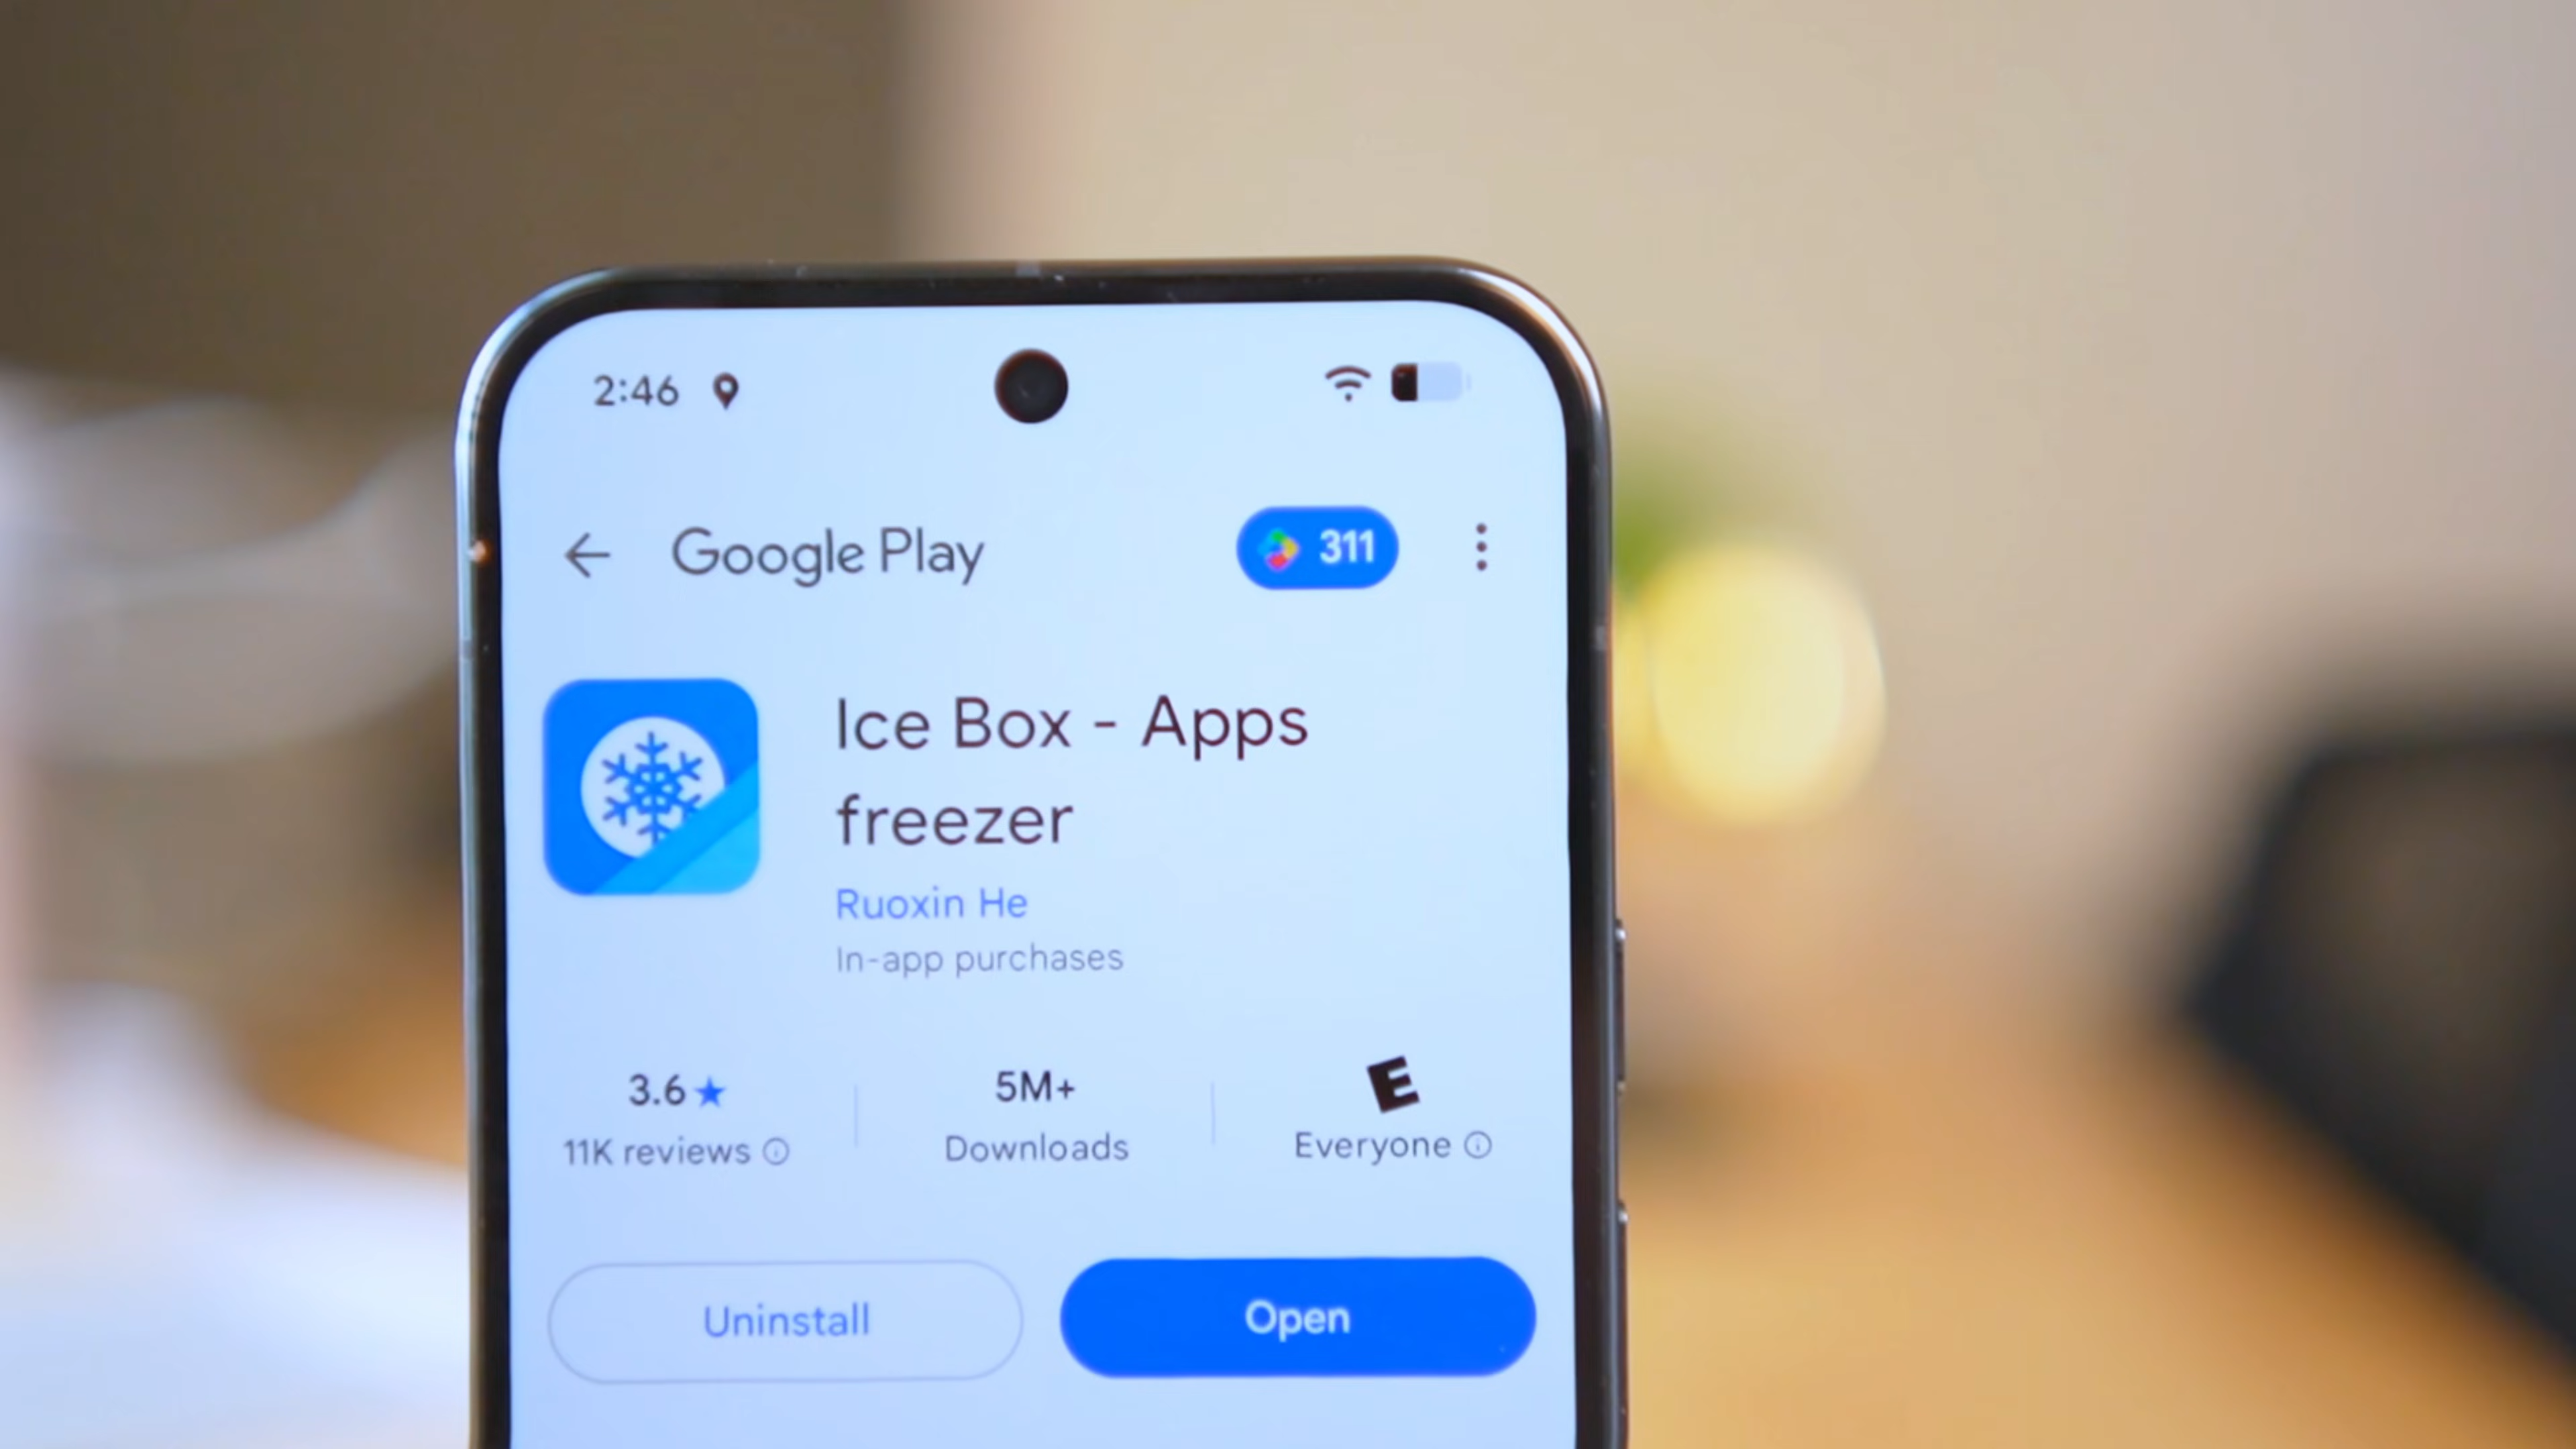 2:46
Google Play
311
Ice Box - Apps
freezer
Ruoxin He
In-app purchases
3.6★
5M+
E
11K reviews
Downloads
Everyone
Uninstall
Open